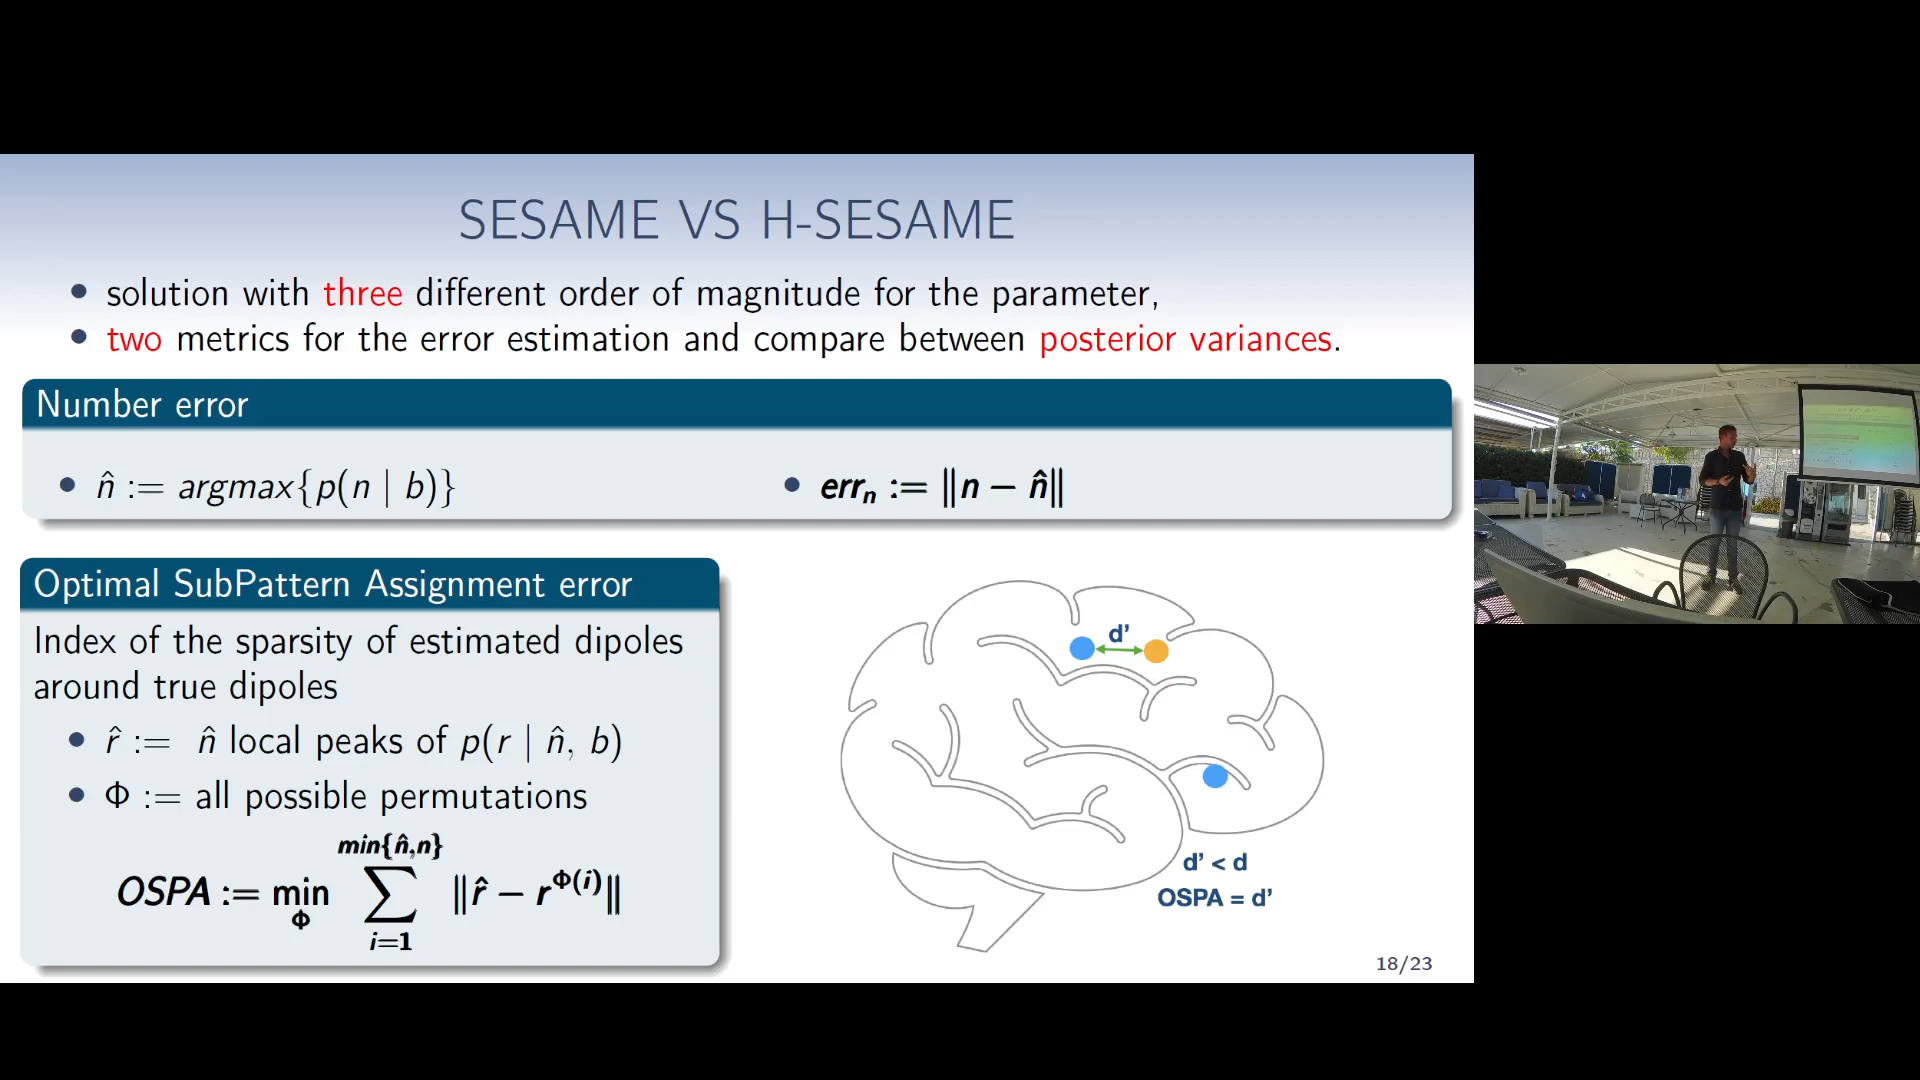 SESAME VS H-SESAME
• solution with three different order of magnitude for the parameter,
• two metrics for the error estimation and compare between posterior variances.
Number error
• n̂ := argmax{p(n | b)}
• errₙ := ‖n − n̂‖
Optimal SubPattern Assignment error
Index of the sparsity of estimated dipoles
around true dipoles
• r̂ := n̂ local peaks of p(r | n̂, b)
• Φ := all possible permutations
min{n̂,n}
OSPA := min ∑ ‖r̂ − r^Φ(i)‖
Φ
i=1
d’
d’ < d
OSPA = d’
18/23